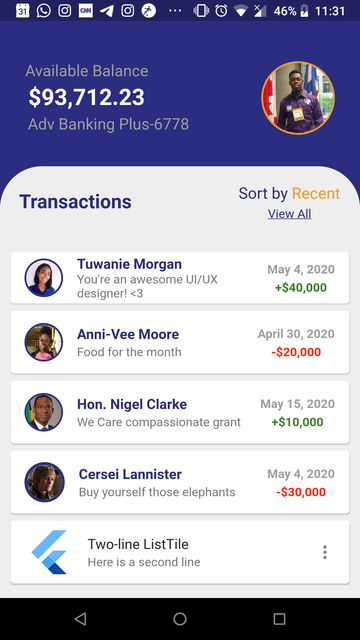 31 CNN 46% 11:31
Available Balance
$93,712.23
Adv Banking Plus-6778
Transactions
Sort by Recent
View All
Tuwanie Morgan
May 4, 2020
You're an awesome UI/UX
designer! <3
+$40,000
Anni-Vee Moore
April 30, 2020
Food for the month
-$20,000
Hon. Nigel Clarke
May 15, 2020
We Care compassionate grant
+$10,000
Cersei Lannister
May 4, 2020
Buy yourself those elephants
-$30,000
Two-line ListTile
Here is a second line